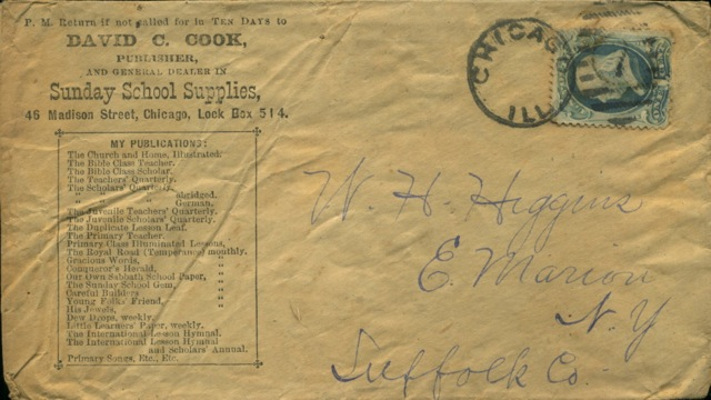 P. M. Return if not called for in TEN DAYS to
DAVID C. COOK,
PUBLISHER,
AND GENERAL DEALER IN
Sunday School Supplies,
46 Madison Street, Chicago, Lock Box 514.
MY PUBLICATIONS:
The Church and Home, Illustrated.
The Bible Class Teacher.
The Bible Class Scholar.
The Teachers' Quarterly.
The Scholars' Quarterly.
" " " abridged.
" " " German.
The Juvenile Teachers' Quarterly.
The Juvenile Scholars' Quarterly.
The Duplicate Lesson Leaf.
The Primary Teacher.
Primary Class Illuminated Lessons,
The Royal Road (Temperance) monthly.
Gracious Words, "
Conqueror's Herald, "
Our Own Sabbath School Paper, "
The Sunday School Gem, "
Careful Builders "
Young Folks' Friend, "
His Jewels,
Dew Drops, weekly.
Little Learners' Paper, weekly.
The International Lesson Hymnal.
The International Lesson Hymnal
and Scholars' Annual.
Primary Songs, Etc., Etc.
CHICAGO
ILL
W. H. Higgins
E. Marion
N. Y
Suffolk Co.